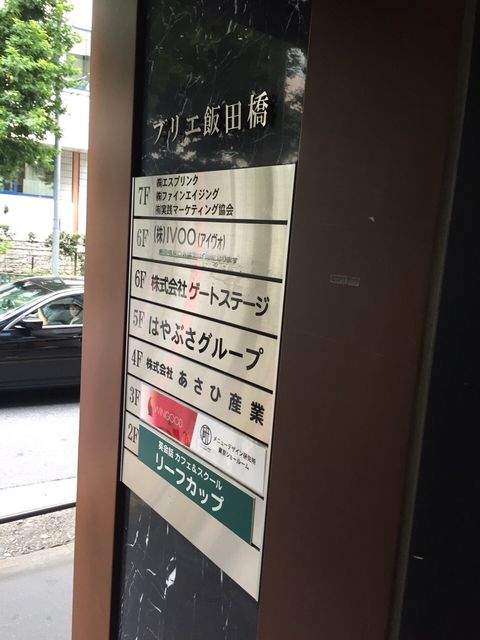 ブリエ飯田橋
7F
㈱エスプリンク
㈱ファインエイジング
㈲実践マーケティング協会
6F (株)IVOO(アイヴォ)
6F 株式会社ゲートステージ
5F はやぶさグループ
4F 株式会社 あさひ産業
3F
WINGOOD
メニューデザイン研究所
東京ショールーム
2F
英会話 カフェ&スクール
リーフカップ